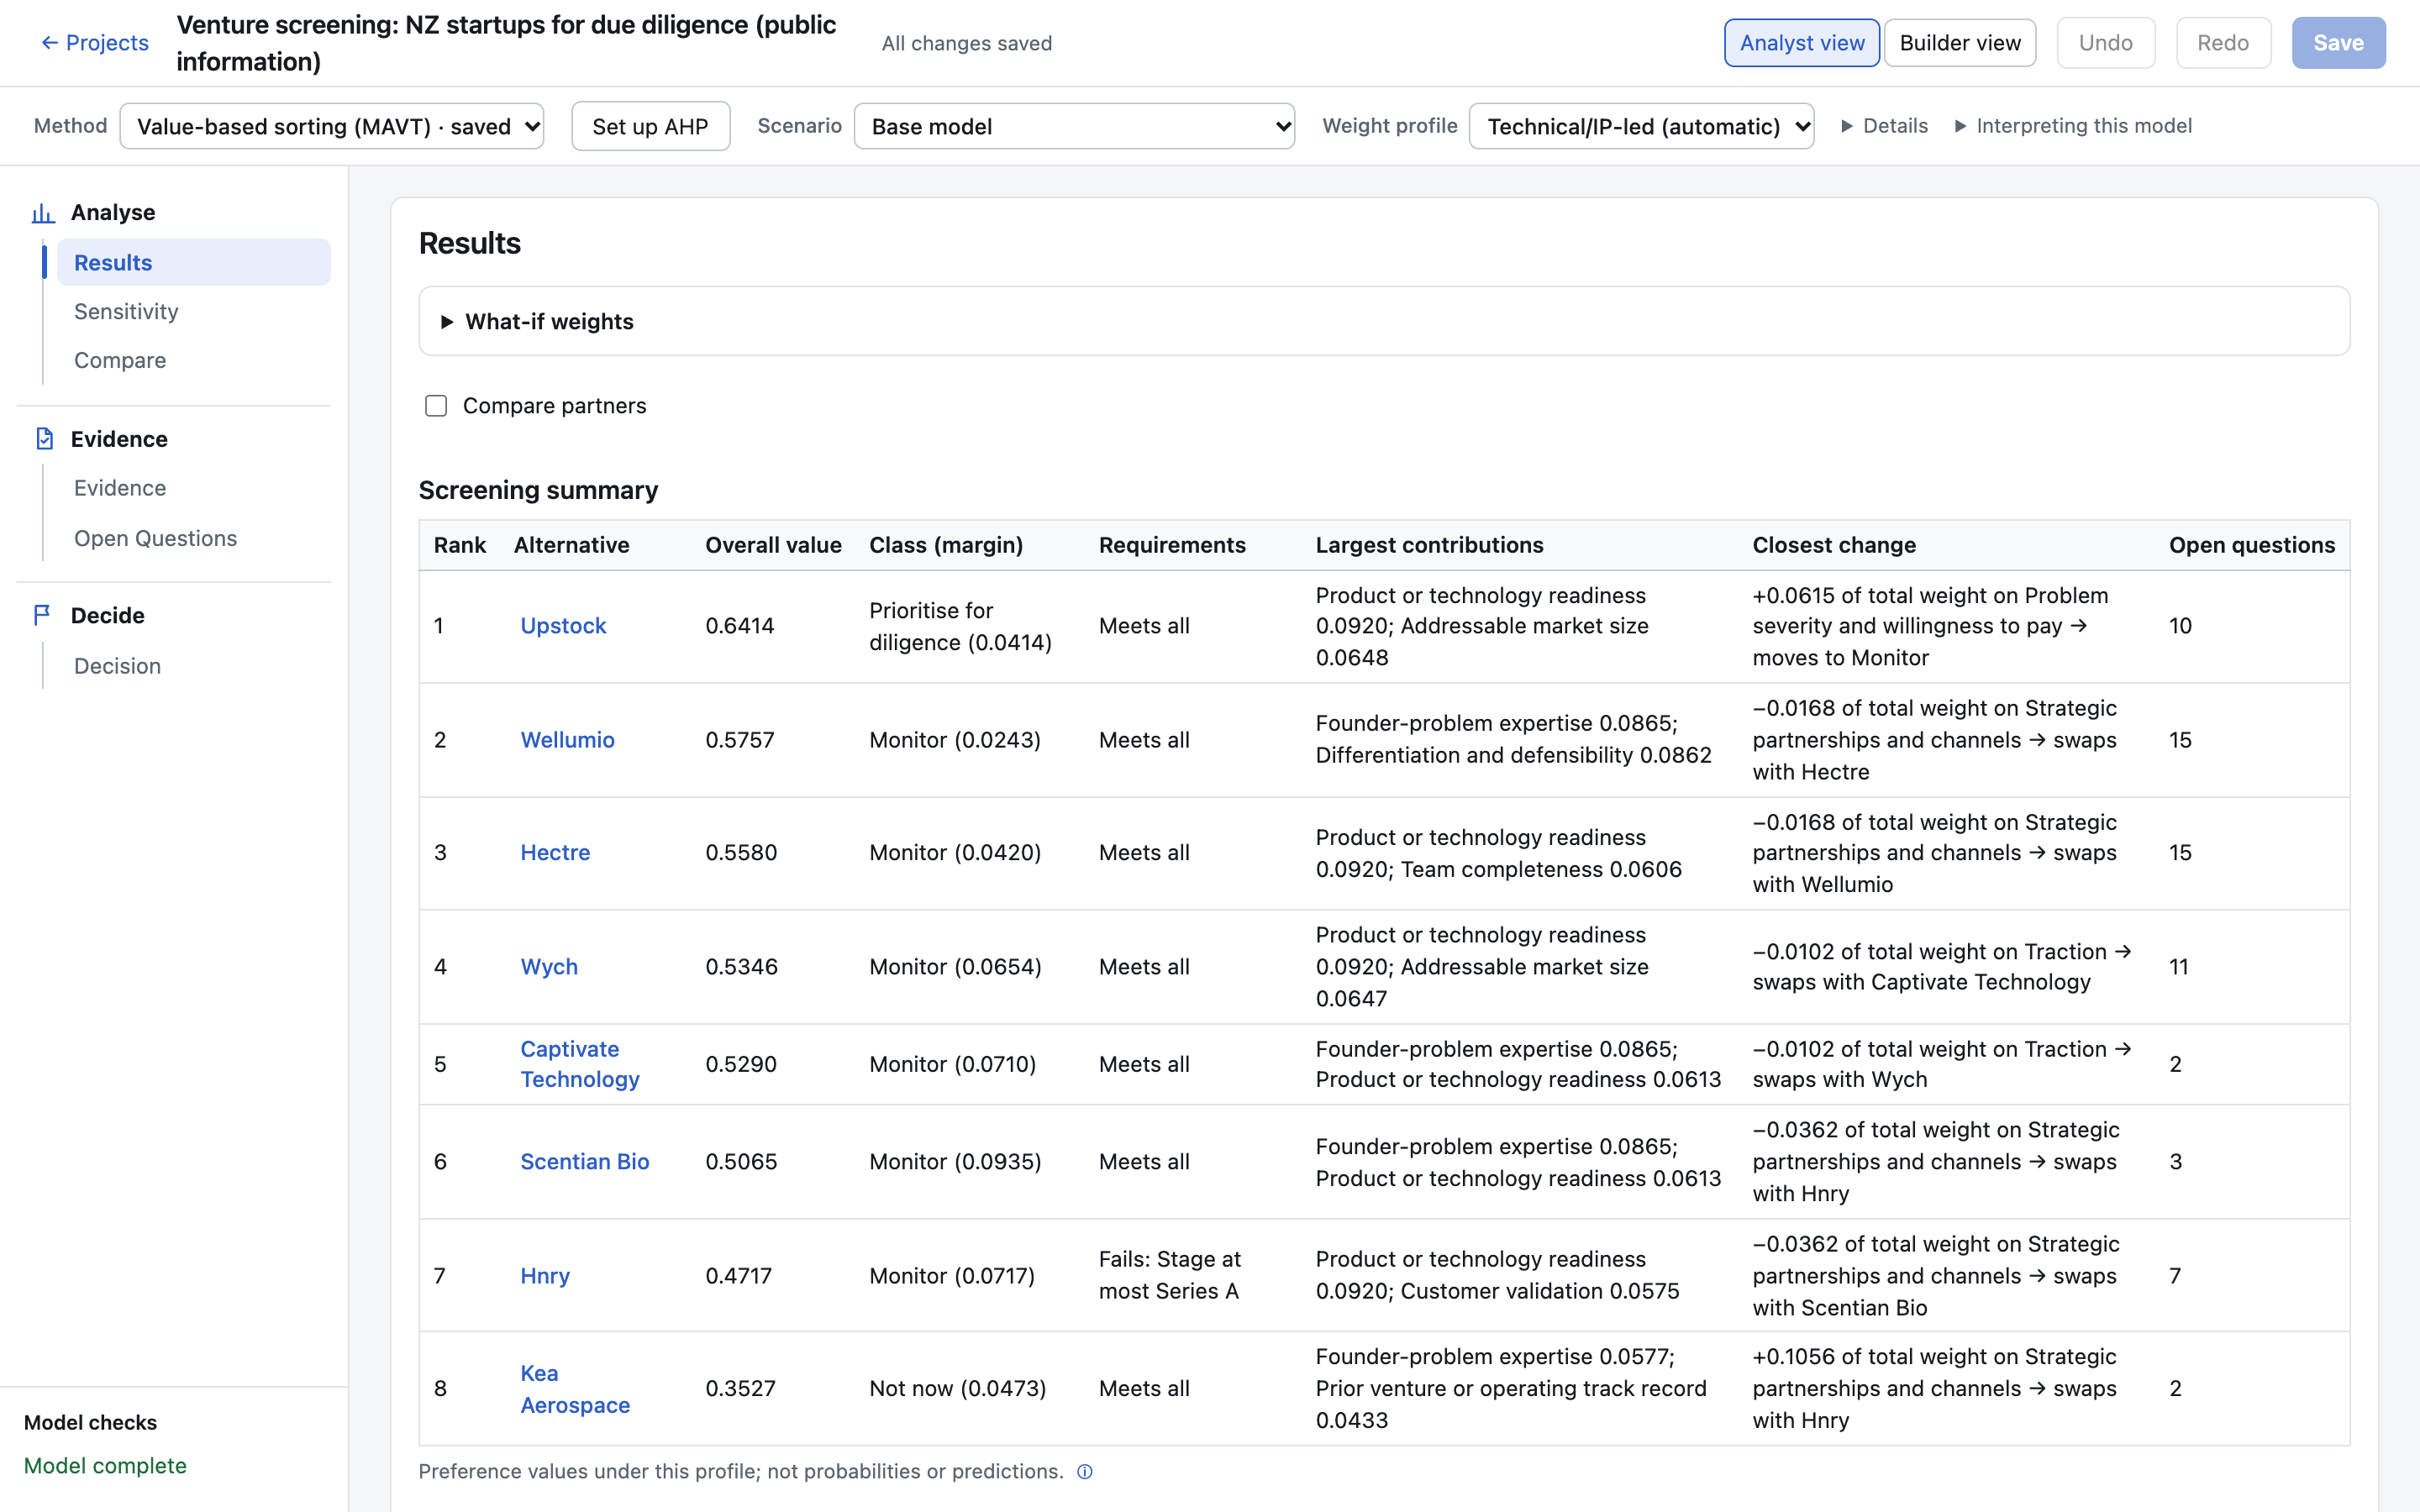 ← Projects
Venture screening: NZ startups for due diligence (public
information)
All changes saved
Analyst view
Builder view
Undo
Redo
Save
Method
Value-based sorting (MAVT) · saved
Set up AHP
Scenario
Base model
Weight profile
Technical/IP-led (automatic)
Details
Interpreting this model
Analyse
Results
Sensitivity
Compare
Evidence
Evidence
Open Questions
Decide
Decision
Model checks
Model complete
Results
What-if weights
Compare partners
Screening summary
Rank Alternative Overall value Class (margin) Requirements Largest contributions Closest change Open questions
1
Upstock
0.6414
Prioritise for
diligence (0.0414)
Meets all
Product or technology readiness
0.0920; Addressable market size
0.0648
+0.0615 of total weight on Problem
severity and willingness to pay →
moves to Monitor
10
2
Wellumio
0.5757
Monitor (0.0243)
Meets all
Founder-problem expertise 0.0865;
Differentiation and defensibility 0.0862
−0.0168 of total weight on Strategic
partnerships and channels → swaps
with Hectre
15
3
Hectre
0.5580
Monitor (0.0420)
Meets all
Product or technology readiness
0.0920; Team completeness 0.0606
−0.0168 of total weight on Strategic
partnerships and channels → swaps
with Wellumio
15
4
Wych
0.5346
Monitor (0.0654)
Meets all
Product or technology readiness
0.0920; Addressable market size
0.0647
−0.0102 of total weight on Traction →
swaps with Captivate Technology
11
5
Captivate
Technology
0.5290
Monitor (0.0710)
Meets all
Founder-problem expertise 0.0865;
Product or technology readiness 0.0613
−0.0102 of total weight on Traction →
swaps with Wych
2
6
Scentian Bio
0.5065
Monitor (0.0935)
Meets all
Founder-problem expertise 0.0865;
Product or technology readiness 0.0613
−0.0362 of total weight on Strategic
partnerships and channels → swaps
with Hnry
3
7
Hnry
0.4717
Monitor (0.0717)
Fails: Stage at
most Series A
Product or technology readiness
0.0920; Customer validation 0.0575
−0.0362 of total weight on Strategic
partnerships and channels → swaps
with Scentian Bio
7
8
Kea
Aerospace
0.3527
Not now (0.0473)
Meets all
Founder-problem expertise 0.0577;
Prior venture or operating track record
0.0433
+0.1056 of total weight on Strategic
partnerships and channels → swaps
with Hnry
2
Preference values under this profile; not probabilities or predictions.